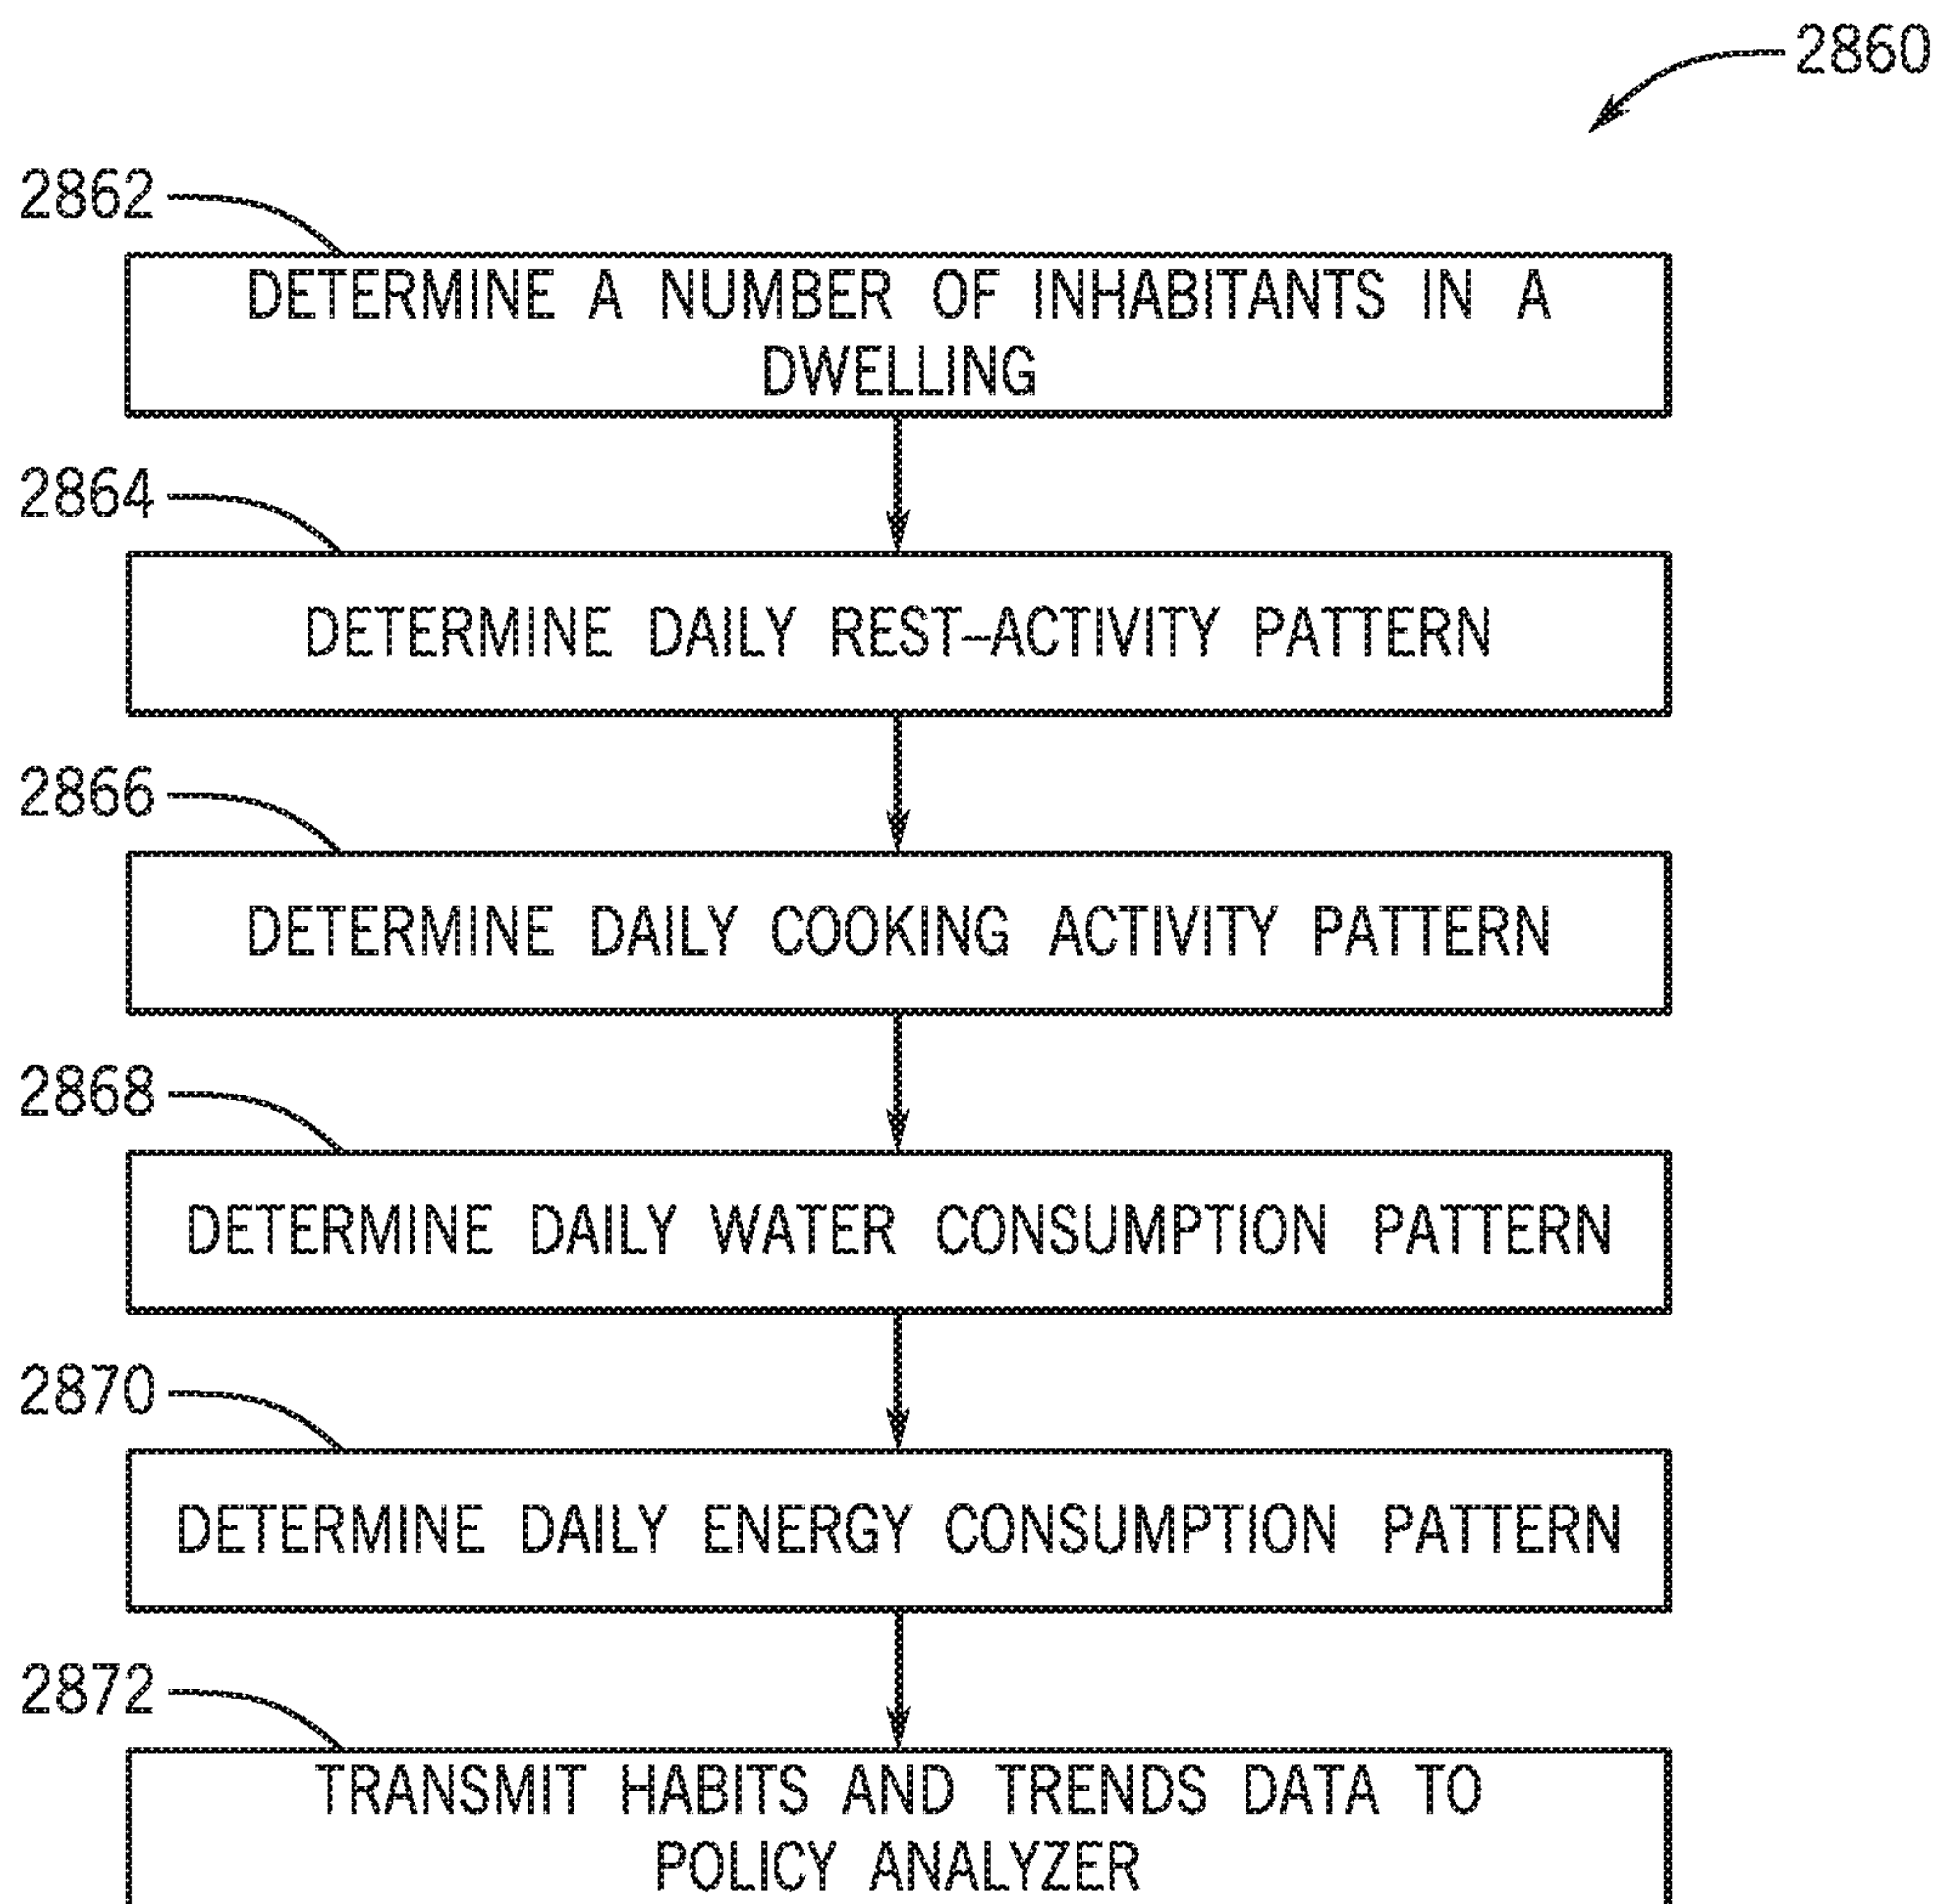 2860
2862
DETERMINE A NUMBER OF INHABITANTS IN A
DWELLING
2864
DETERMINE DAILY REST-ACTIVITY PATTERN
2866
DETERMINE DAILY COOKING ACTIVITY PATTERN
2868
DETERMINE DAILY WATER CONSUMPTION PATTERN
2870
DETERMINE DAILY ENERGY CONSUMPTION PATTERN
2872
TRANSMIT HABITS AND TRENDS DATA TO
POLICY ANALYZER